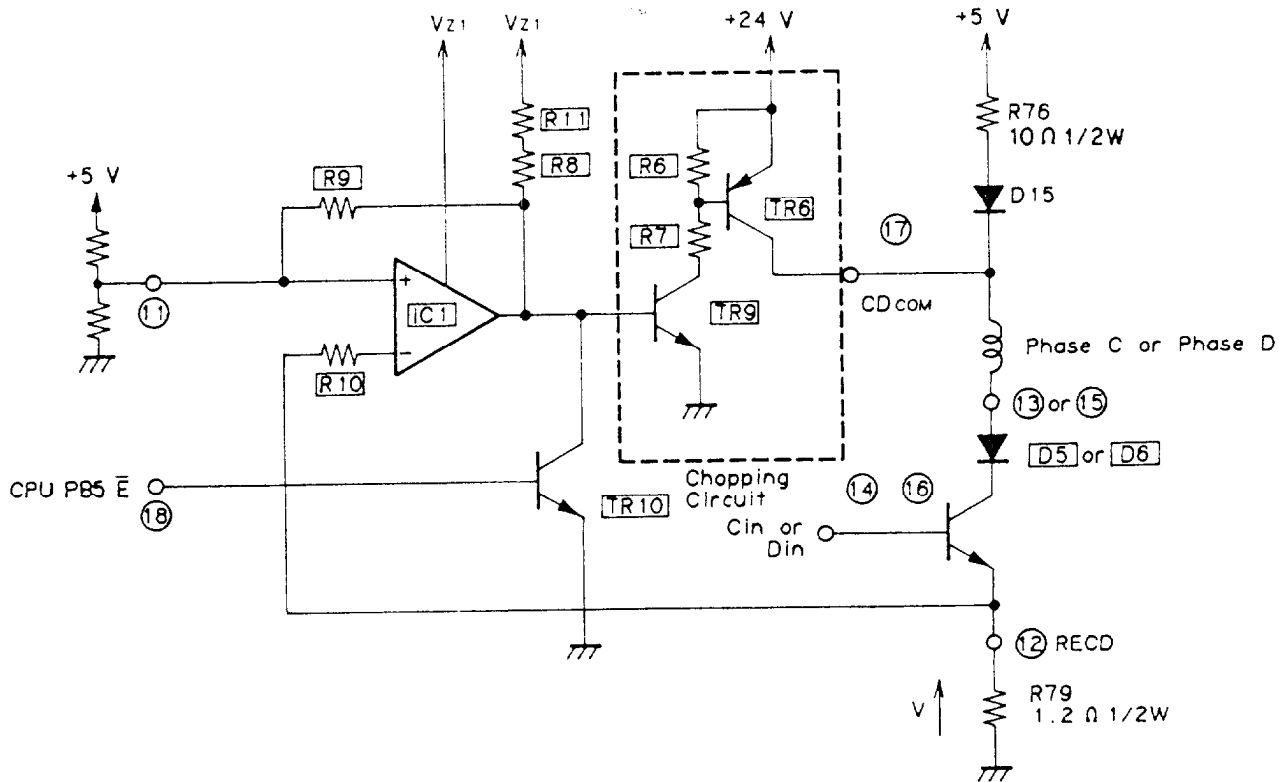 Vz1
Vz1
+24 V
+5 V
R11
R8
R76
10Ω 1/2W
R9
+5 V
R6
TR6
D15
R7
17
CD COM
11
IC1
TR9
Phase C or Phase D
R10
13 or 15
D5 or D6
CPU PB5 E̅
18
TR10
Chopping
Circuit
14 16
Cin or
Din
12 RECD
V
R79
1.2 Ω 1/2W